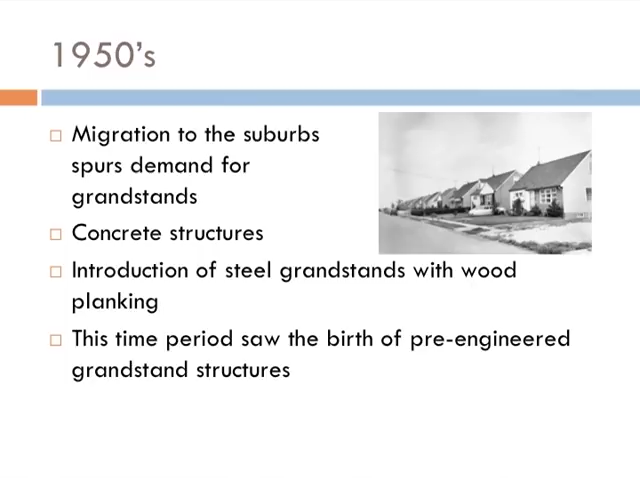 1950’s
Migration to the suburbs
spurs demand for
grandstands
Concrete structures
Introduction of steel grandstands with wood
planking
This time period saw the birth of pre-engineered
grandstand structures